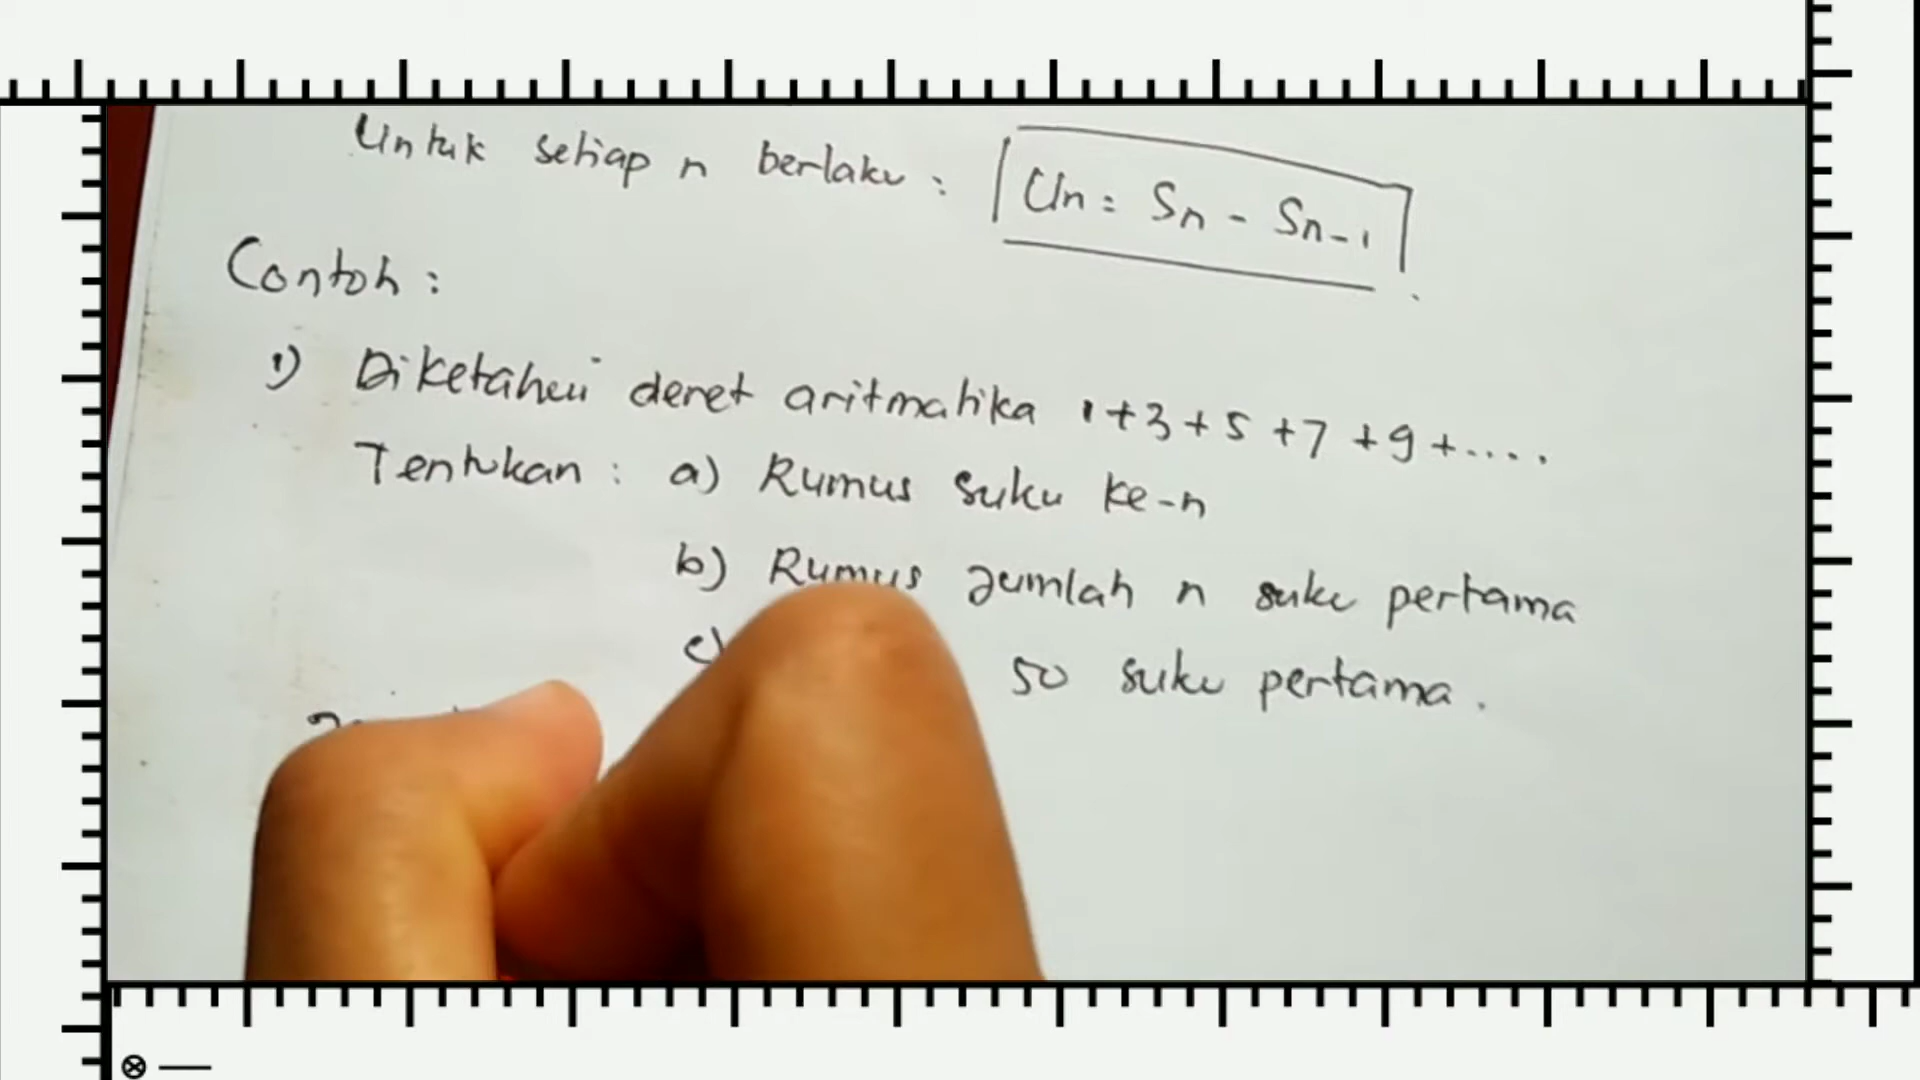 Untuk setiap n berlaku : Un = Sn - Sn-1
Contoh :
1) Diketahui deret aritmatika 1+3+5+7+9+....
Tentukan : a) Rumus suku ke-n
b) Rumus Jumlah n suku pertama
c) 50 suku pertama.